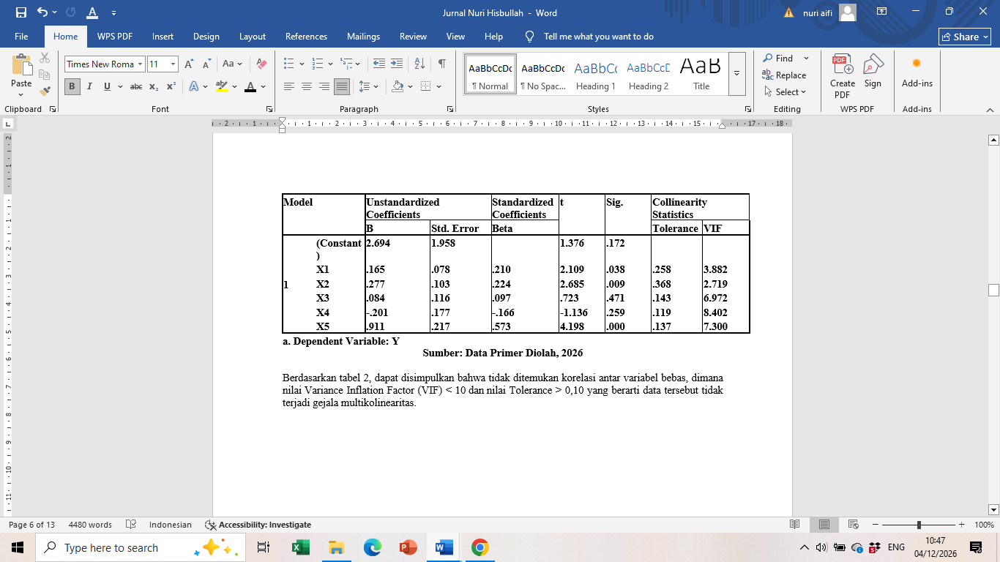 Jurnal Nuri Hisbullah - Word
nuri aifi
File Home WPS PDF Insert Design Layout References Mailings Review View Help Tell me what you want to do Share
Times New Roma 11
Paste
Clipboard Font Paragraph Styles Editing WPS PDF Add-ins
AaBbCcDc AaBbCcDc AaBbC AaBbCcD AaB
¶ Normal ¶ No Spac... Heading 1 Heading 2 Title
Find
Replace
Select
Create PDF
Sign
Add-ins
Model Unstandardized Coefficients Standardized Coefficients t Sig. Collinearity Statistics
B Std. Error Beta Tolerance VIF
1
(Constant) 2.694 1.958 1.376 .172
X1 .165 .078 .210 2.109 .038 .258 3.882
X2 .277 .103 .224 2.685 .009 .368 2.719
X3 .084 .116 .097 .723 .471 .143 6.972
X4 -.201 .177 -.166 -1.136 .259 .119 8.402
X5 .911 .217 .573 4.198 .000 .137 7.300
a. Dependent Variable: Y
Sumber: Data Primer Diolah, 2026
Berdasarkan tabel 2, dapat disimpulkan bahwa tidak ditemukan korelasi antar variabel bebas, dimana
nilai Variance Inflation Factor (VIF) < 10 dan nilai Tolerance > 0,10 yang berarti data tersebut tidak
terjadi gejala multikolinearitas.
Page 6 of 13 4480 words Indonesian Accessibility: Investigate 100%
Type here to search
ENG
10:47
04/12/2026